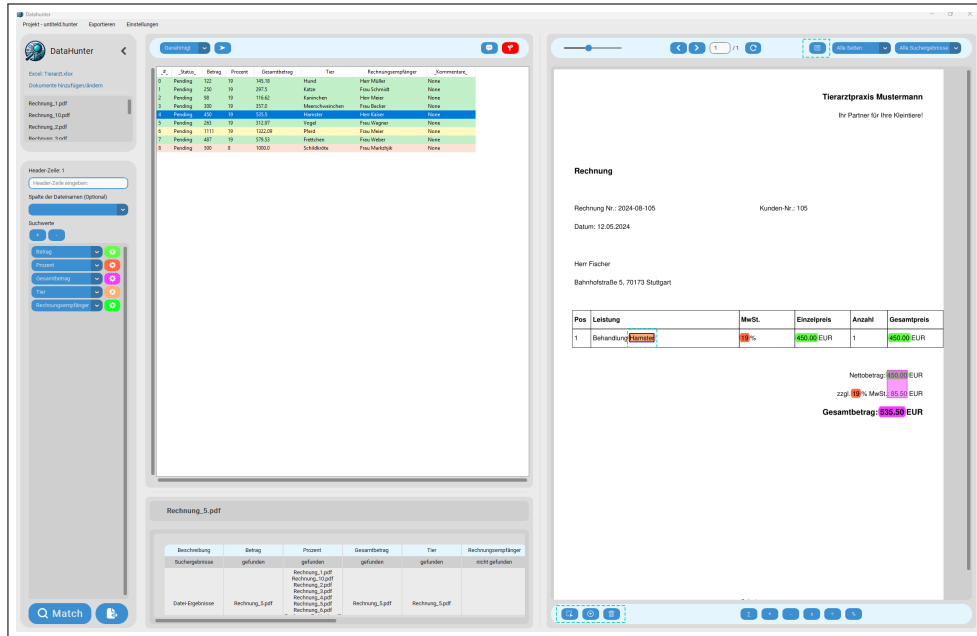 DataHunter
Projekt - untiteld.hunter Exportieren Einstellungen
DataHunter
Excel: Tierarzt.xlsx
Dokumente hinzufügen/ändern
Rechnung_1.pdf
Rechnung_10.pdf
Rechnung_2.pdf
Rechnung_3.pdf
Header-Zeile: 1
Header-Zeile eingeben:
Spalte der Dateinamen (Optional)
Suchwerte
+ -
Betrag
Prozent
Gesamtbetrag
Tier
Rechnungsempfänger
Match
Genehmigt
_#_ _Status_ Betrag Prozent Gesamtbetrag Tier Rechnungsempfänger _Kommentare_
0 Pending 122 19 145.18 Hund Herr Müller None
1 Pending 250 19 297.5 Katze Frau Schmidt None
2 Pending 98 19 116.62 Kaninchen Herr Meier None
3 Pending 300 19 357.0 Meerschweinchen Frau Becker None
4 Pending 450 19 535.5 Hamster Herr Kaiser None
5 Pending 263 19 312.97 Vogel Frau Wagner None
6 Pending 1111 19 1322.09 Pferd Frau Meier None
7 Pending 487 19 579.53 Frettchen Frau Weber None
8 Pending 500 Schildkröte None
Rechnung_5.pdf
Beschreibung Betrag Prozent Gesamtbetrag Tier Rechnungsempfänger
Suchergebnisse gefunden gefunden gefunden gefunden nicht gefunden
Datei-Ergebnisse Rechnung_5.pdf
Rechnung_1.pdf
Rechnung_10.pdf
Rechnung_2.pdf
Rechnung_3.pdf
Rechnung_4.pdf
Rechnung_5.pdf
Rechnung_6.pdf
Rechnung_5.pdf Rechnung_5.pdf
1 /1 Alle Seiten Alle Suchergebnisse
Tierarztpraxis Mustermann
Ihr Partner für Ihre Kleintiere!
Rechnung
Rechnung Nr.: 2024-08-105 Kunden-Nr.: 105
Datum: 12.05.2024
Herr Fischer
Bahnhofstraße 5, 70173 Stuttgart
Pos Leistung MwSt. Einzelpreis Anzahl Gesamtpreis
1 Behandlung Hamster 19 % 450.00 EUR 1 450.00 EUR
Nettobetrag: 450.00 EUR
zzgl. 19 % MwSt. 85.50 EUR
Gesamtbetrag: 535.50 EUR